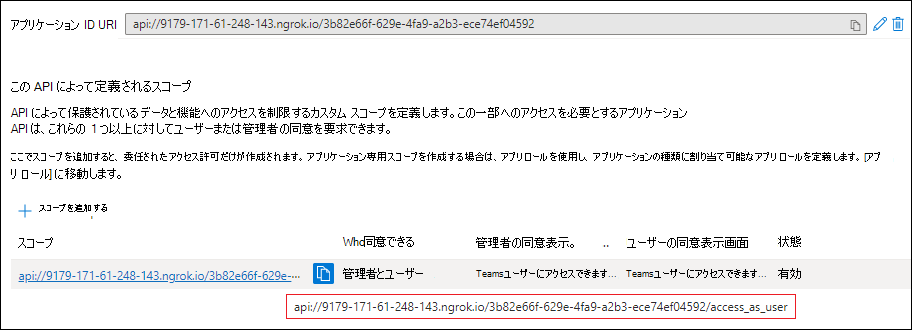 アプリケーション ID URI api://9179-171-61-248-143.ngrok.io/3b82e66f-629e-4fa9-a2b3-ece74ef04592
この API によって定義されるスコープ
API によって保護されているデータと機能へのアクセスを制限するカスタム スコープを定義します。この一部へのアクセスを必要とするアプリケーション
API は、これらの 1 つ以上に対してユーザーまたは管理者の同意を要求できます。
ここでスコープを追加すると、委任されたアクセス許可だけが作成されます。アプリケーション専用スコープを作成する場合は、アプリロールを使用し、アプリケーションの種類に割り当て可能なアプリロールを定義します。[アプ
リ ロール] に移動します。
スコープを追加する
スコープ Whd同意できる 管理者の同意表示。 .. ユーザーの同意表示画面 状態
api://9179-171-61-248-143.ngrok.io/3b82e66f-629e-... 管理者とユーザー Teamsユーザーにアクセスできます... Teamsユーザーにアクセスできます... 有効
api://9179-171-61-248-143.ngrok.io/3b82e66f-629e-4fa9-a2b3-ece74ef04592/access_as_user